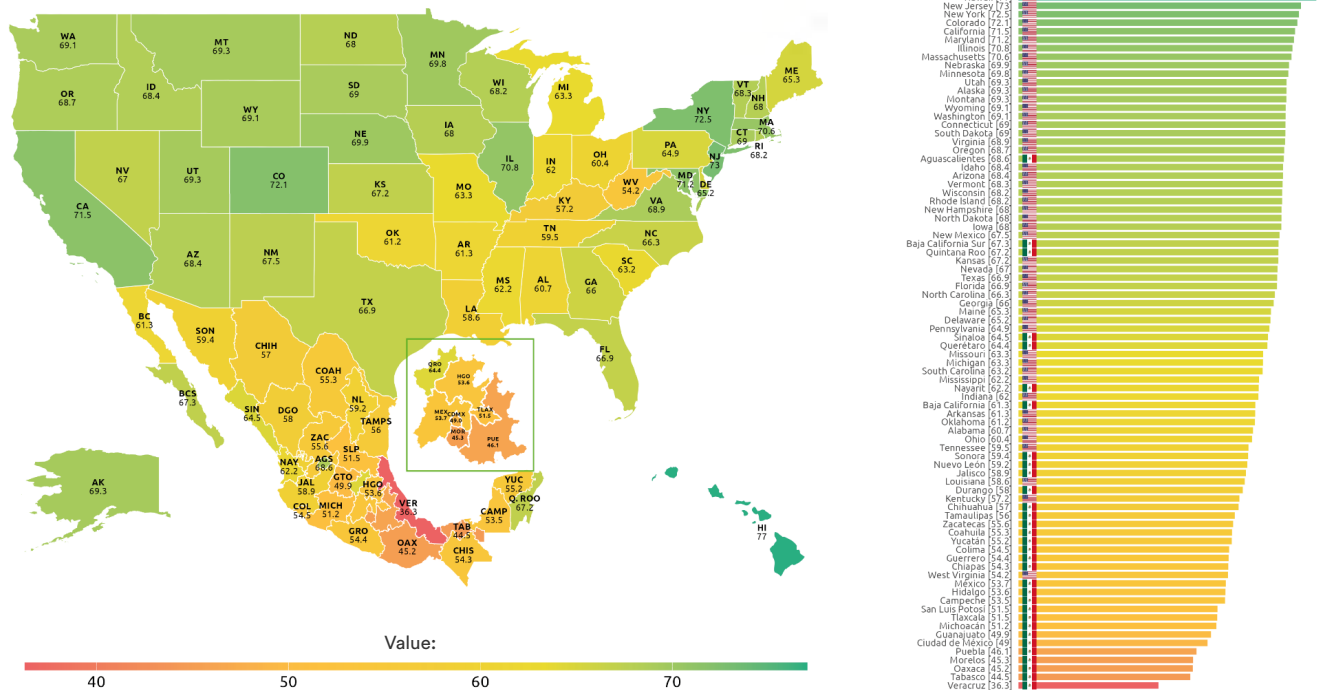 WA
69.1
MT
69.3
ND
68
MN
69.8
ME
65.3
OR
68.7
ID
68.4
WY
69.1
SD
69
WI
68.2
MI
63.3
VT
68.3
NH
68
NY
72.5
MA
70.6
CT
69
RI
68.2
NV
67
UT
69.3
CO
72.1
NE
69.9
IA
68
IL
70.8
IN
62
OH
60.4
PA
64.9
NJ
73
MD
71.2
DE
65.2
WV
54.2
CA
71.5
KS
67.2
MO
63.3
KY
57.2
VA
68.9
AZ
68.4
NM
67.5
OK
61.2
AR
61.3
TN
59.5
NC
66.3
SC
63.2
MS
62.2
AL
60.7
GA
66
TX
66.9
LA
58.6
FL
66.9
BC
61.3
SON
59.4
CHIH
57
COAH
55.3
BCS
67.3
SIN
64.5
DGO
58
NL
59.2
TAMPS
56
ZAC
55.6
SLP
51.5
NAY
62.2
AGS
68.6
JAL
58.9
GTO
49.9
HGO
53.6
COL
54.5
MICH
51.2
VER
36.3
GRO
54.4
OAX
45.2
TAB
44.5
CHIS
54.3
CAMP
53.5
YUC
55.2
Q. ROO
67.2
QRO
64.4
HGO
53.6
MEX
53.7
CDMX
49.0
TLAX
51.5
MOR
45.3
PUE
46.1
AK
69.3
HI
77
Value:
40 50 60 70
New Jersey [73]
New York [72.5]
Colorado [72.1]
California [71.5]
Maryland [71.2]
Illinois [70.8]
Massachusetts [70.6]
Nebraska [69.9]
Minnesota [69.8]
Utah [69.3]
Alaska [69.3]
Montana [69.3]
Wyoming [69.1]
Washington [69.1]
Connecticut [69]
South Dakota [69]
Virginia [68.9]
Oregon [68.7]
Aguascalientes [68.6]
Idaho [68.4]
Arizona [68.4]
Vermont [68.3]
Wisconsin [68.2]
Rhode Island [68.2]
New Hampshire [68]
North Dakota [68]
Iowa [68]
New Mexico [67.5]
Baja California Sur [67.3]
Quintana Roo [67.2]
Kansas [67.2]
Nevada [67]
Texas [66.9]
Florida [66.9]
North Carolina [66.3]
Georgia [66]
Maine [65.3]
Delaware [65.2]
Pennsylvania [64.9]
Sinaloa [64.5]
Querétaro [64.4]
Missouri [63.3]
Michigan [63.3]
South Carolina [63.2]
Mississippi [62.2]
Nayarit [62.2]
Indiana [62]
Baja California [61.3]
Arkansas [61.3]
Oklahoma [61.2]
Alabama [60.7]
Ohio [60.4]
Tennessee [59.5]
Sonora [59.4]
Nuevo León [59.2]
Jalisco [58.9]
Louisiana [58.6]
Durango [58]
Kentucky [57.2]
Chihuahua [57]
Tamaulipas [56]
Zacatecas [55.6]
Coahuila [55.3]
Yucatán [55.2]
Colima [54.5]
Guerrero [54.4]
Chiapas [54.3]
West Virginia [54.2]
México [53.7]
Hidalgo [53.6]
Campeche [53.5]
San Luis Potosí [51.5]
Tlaxcala [51.5]
Michoacán [51.2]
Guanajuato [49.9]
Ciudad de México [49]
Puebla [46.1]
Morelos [45.3]
Oaxaca [45.2]
Tabasco [44.5]
Veracruz [36.3]